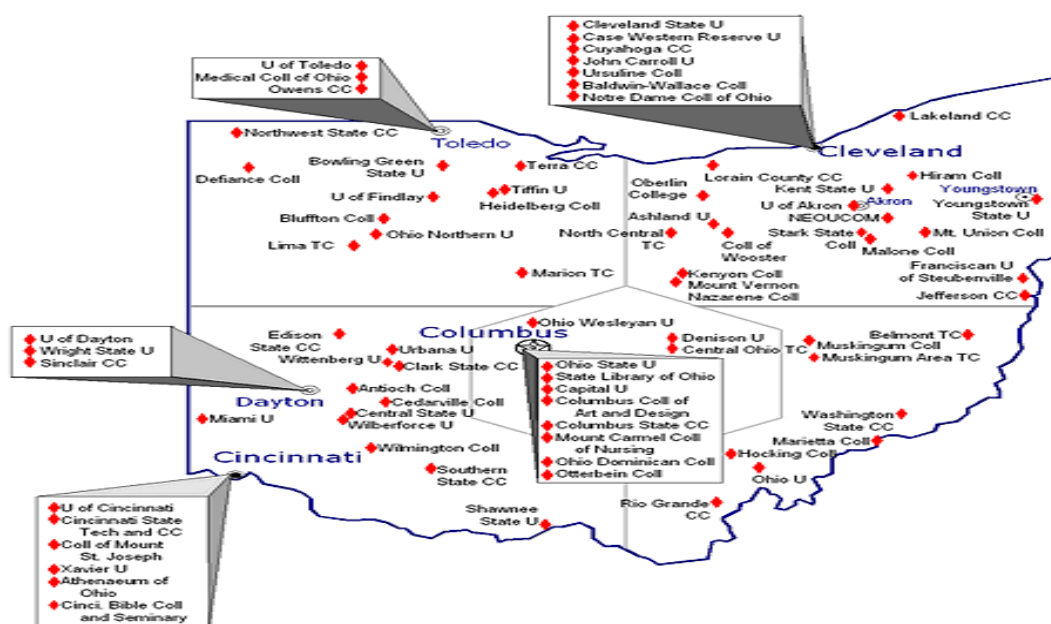 Cleveland State U
Case Western Reserve U
Cuyahoga CC
John Carroll U
Ursuline Coll
Baldwin-Wallace Coll
Notre Dame Coll of Ohio
U of Toledo
Medical Coll of Ohio
Owens CC
Lakeland CC
Northwest State CC
Toledo
Cleveland
Defiance Coll
Bowling Green
State U
Terra CC
Lorain County CC
Hiram Coll
U of Findlay
Tiffin U
Heidelberg Coll
Oberlin
College
Kent State U
Youngstown
U of Akron
Akron
Youngstown
State U
Bluffton Coll
Ashland U
NEOUCOM
Ohio Northern U
North Central
TC
Coll of
Wooster
Stark State
Coll
Mt. Union Coll
Malone Coll
Lima TC
Marion TC
Kenyon Coll
Mount Vernon
Nazarene Coll
Franciscan U
of Steubenville
Jefferson CC
U of Dayton
Wright State U
Sinclair CC
Edison
State CC
Columbus
Ohio Wesleyan U
Denison U
Central Ohio TC
Belmont TC
Muskingum Coll
Muskingum Area TC
Urbana U
Wittenberg U
Clark State CC
Ohio State U
State Library of Ohio
Capital U
Columbus Coll of
Art and Design
Columbus State CC
Mount Carmel Coll
of Nursing
Ohio Dominican Coll
Otterbein Coll
Dayton
Antioch Coll
Cedarville Coll
Central State U
Wilberforce U
Miami U
Washington
State CC
Marietta Coll
Wilmington Coll
Hocking Coll
Cincinnati
Southern
State CC
Ohio U
Shawnee
State U
Rio Grande
CC
U of Cincinnati
Cincinnati State
Tech and CC
Coll of Mount
St. Joseph
Xavier U
Athenaeum of
Ohio
Cinci. Bible Coll
and Seminary